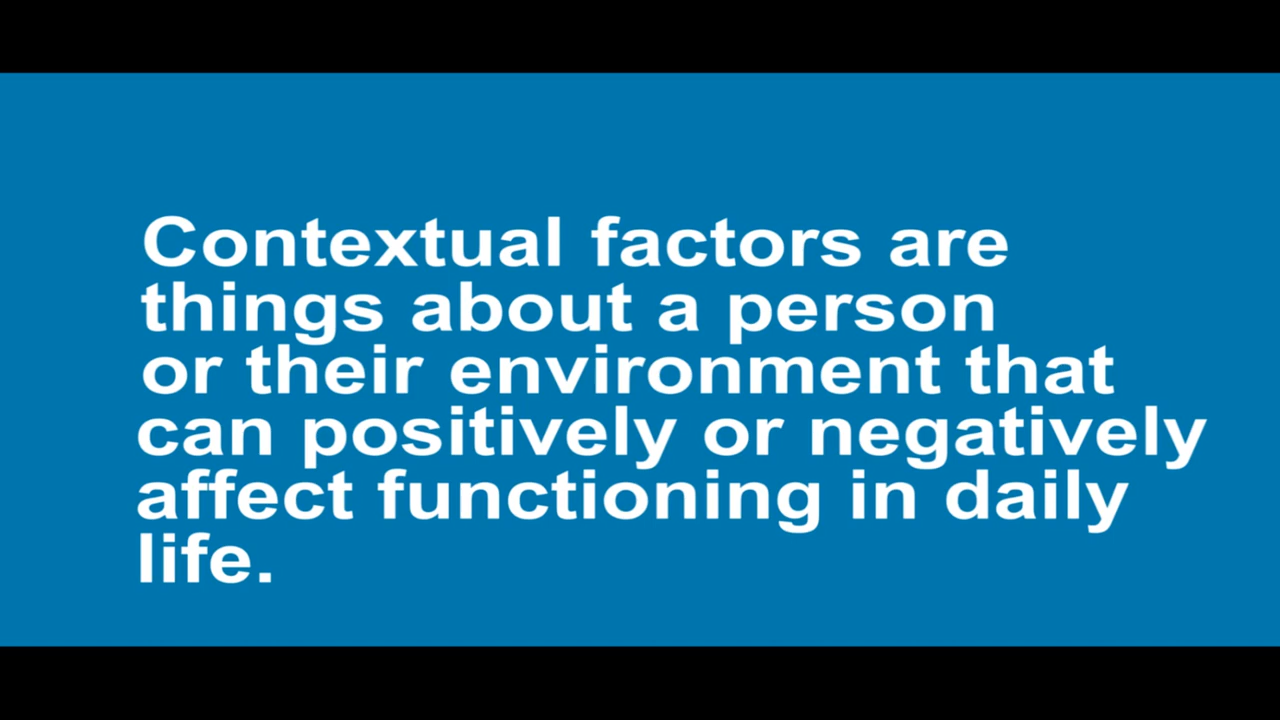 Contextual factors are
things about a person
or their environment that
can positively or negatively
affect functioning in daily
life.